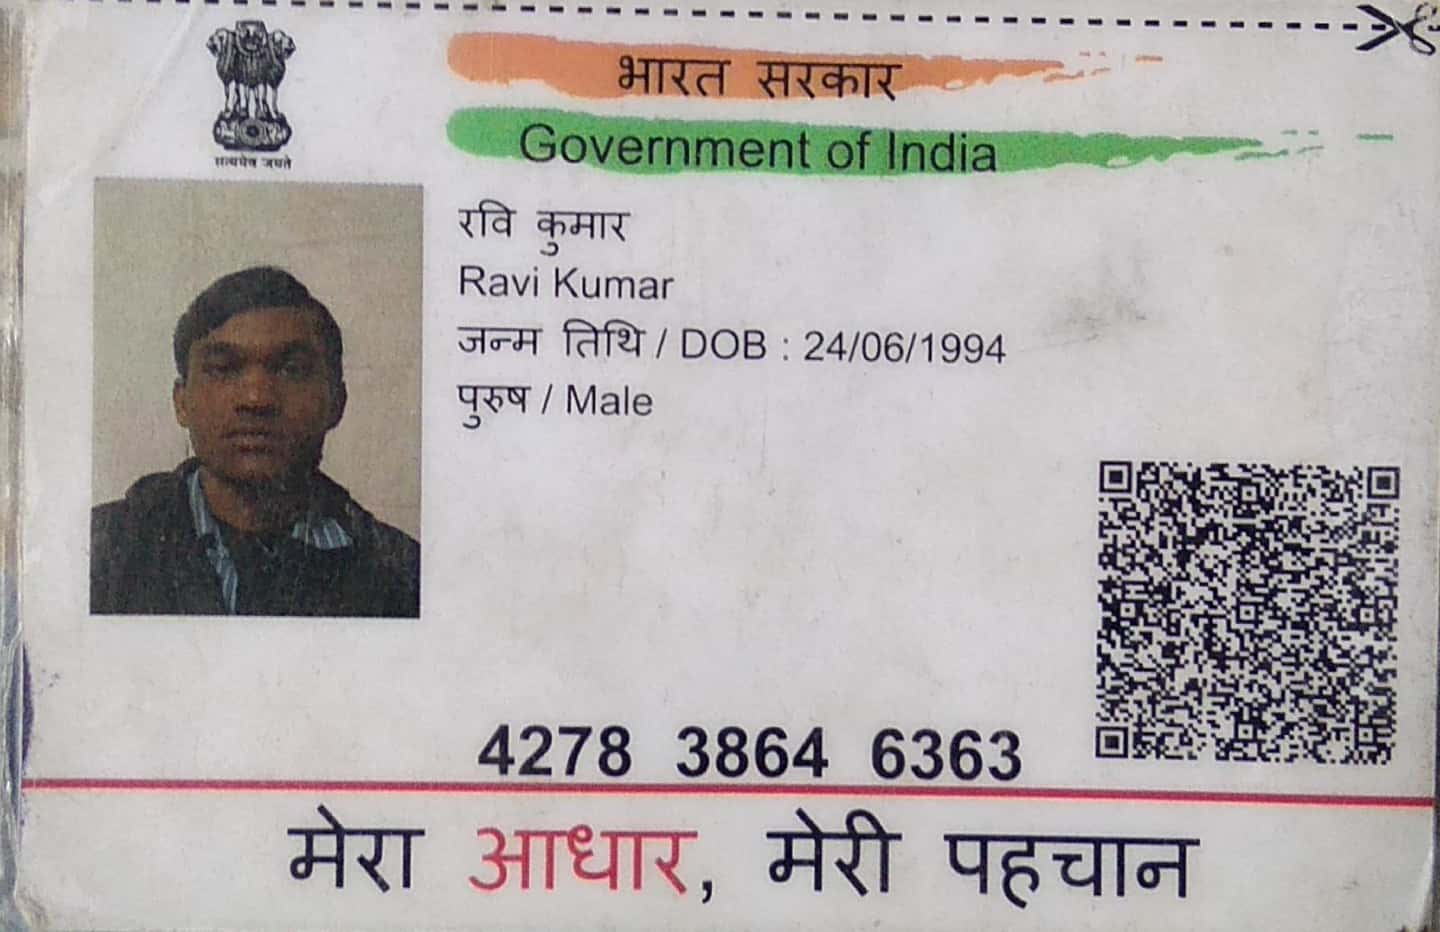 सत्यमेव जयते
भारत सरकार
Government of India
रवि कुमार
Ravi Kumar
जन्म तिथि / DOB : 24/06/1994
पुरुष / Male
4278 3864 6363
मेरा आधार, मेरी पहचान